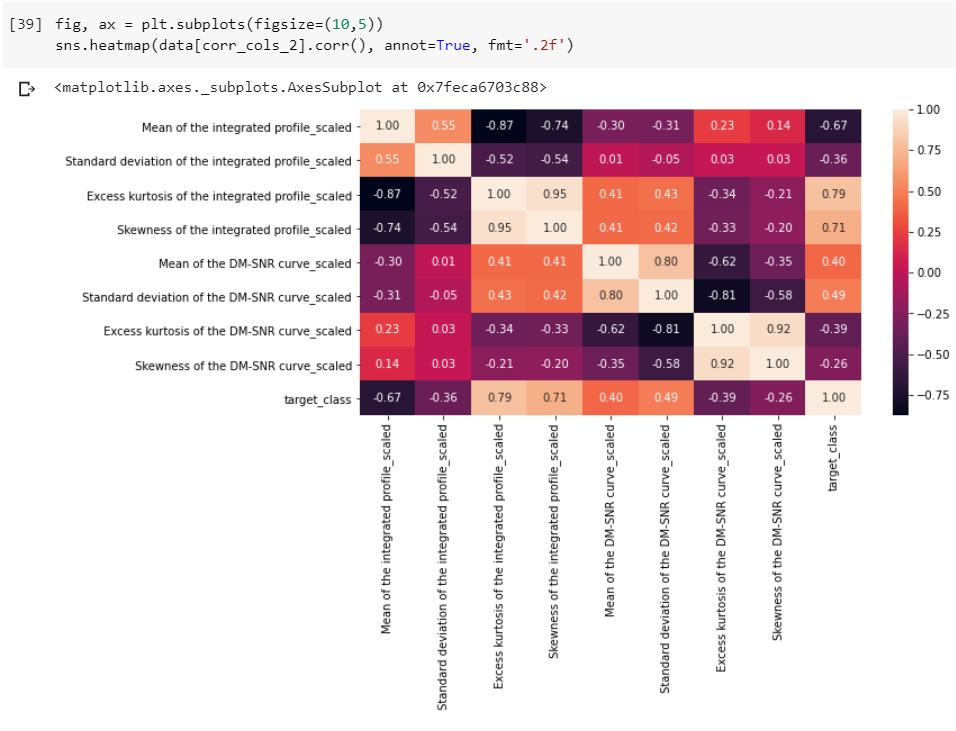 [39] fig, ax = plt.subplots(figsize=(10,5))
sns.heatmap(data[corr_cols_2].corr(), annot=True, fmt='.2f')
<matplotlib.axes._subplots.AxesSubplot at 0x7feca6703c88>
Mean of the integrated profile_scaled 1.00 0.55 -0.87 -0.74 -0.30 -0.31 0.23 0.14 -0.67
Standard deviation of the integrated profile_scaled 0.55 1.00 -0.52 -0.54 0.01 -0.05 0.03 0.03 -0.36
Excess kurtosis of the integrated profile_scaled -0.87 -0.52 1.00 0.95 0.41 0.43 -0.34 -0.21 0.79
Skewness of the integrated profile_scaled -0.74 -0.54 0.95 1.00 0.41 0.42 -0.33 -0.20 0.71
Mean of the DM-SNR curve_scaled -0.30 0.01 0.41 0.41 1.00 0.80 -0.62 -0.35 0.40
Standard deviation of the DM-SNR curve_scaled -0.31 -0.05 0.43 0.42 0.80 1.00 -0.81 -0.58 0.49
Excess kurtosis of the DM-SNR curve_scaled 0.23 0.03 -0.34 -0.33 -0.62 -0.81 1.00 0.92 -0.39
Skewness of the DM-SNR curve_scaled 0.14 0.03 -0.21 -0.20 -0.35 -0.58 0.92 1.00 -0.26
target_class -0.67 -0.36 0.79 0.71 0.40 0.49 -0.39 -0.26 1.00
Mean of the integrated profile_scaled
Standard deviation of the integrated profile_scaled
Excess kurtosis of the integrated profile_scaled
Skewness of the integrated profile_scaled
Mean of the DM-SNR curve_scaled
Standard deviation of the DM-SNR curve_scaled
Excess kurtosis of the DM-SNR curve_scaled
Skewness of the DM-SNR curve_scaled
target_class
1.00
0.75
0.50
0.25
0.00
−0.25
−0.50
−0.75